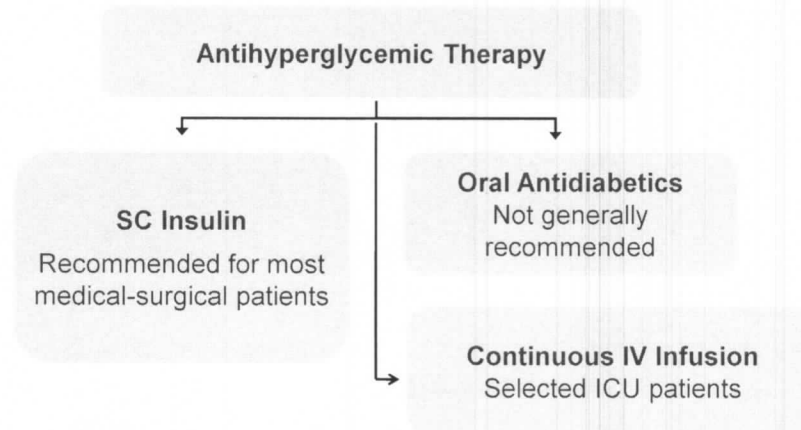 Antihyperglycemic Therapy
SC Insulin
Recommended for most
medical-surgical patients
Oral Antidiabetics
Not generally
recommended
Continuous IV Infusion
Selected ICU patients